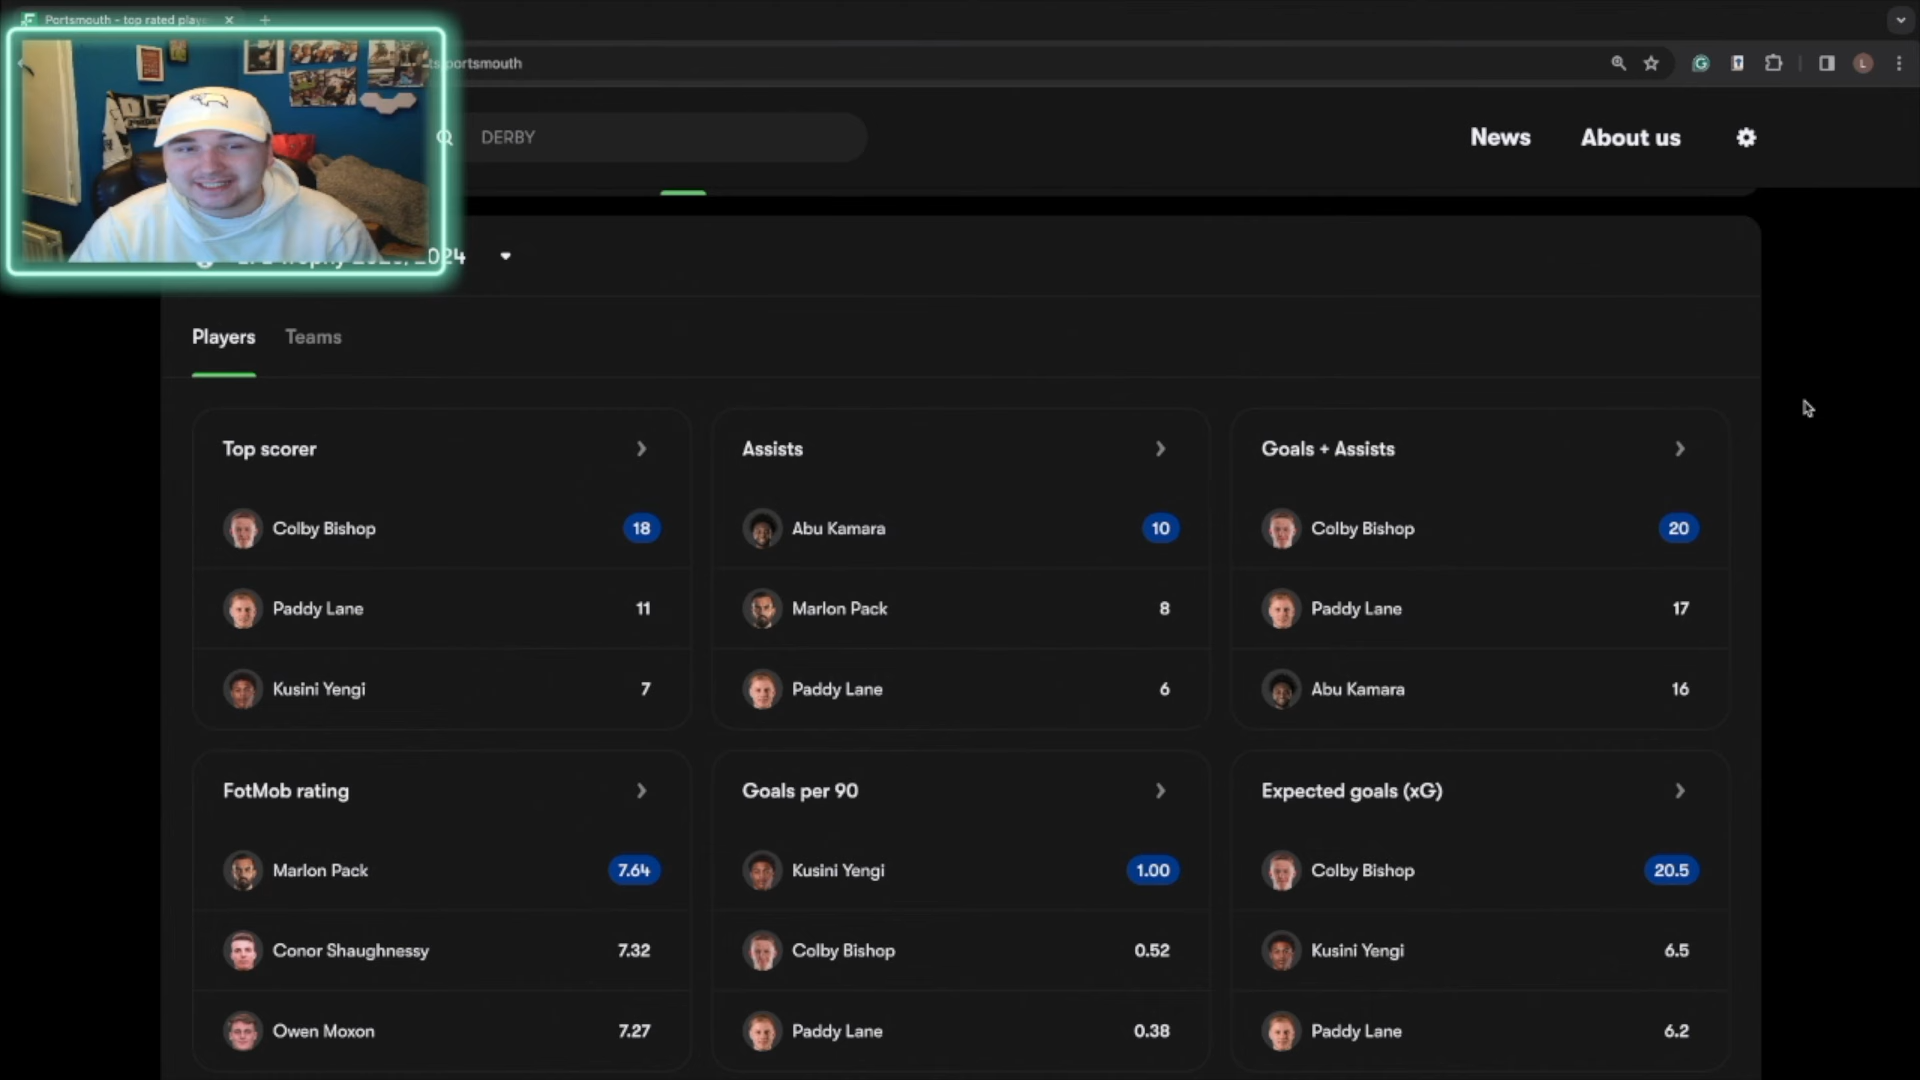 Portsmouth - top rated play
portsmouth
L
DERBY
News
About us
2024
Players
Teams
Top scorer
Colby Bishop 18
Paddy Lane 11
Kusini Yengi 7
Assists
Abu Kamara 10
Marlon Pack 8
Paddy Lane 6
Goals + Assists
Colby Bishop 20
Paddy Lane 17
Abu Kamara 16
FotMob rating
Marlon Pack 7.64
Conor Shaughnessy 7.32
Owen Moxon 7.27
Goals per 90
Kusini Yengi 1.00
Colby Bishop 0.52
Paddy Lane 0.38
Expected goals (xG)
Colby Bishop 20.5
Kusini Yengi 6.5
Paddy Lane 6.2